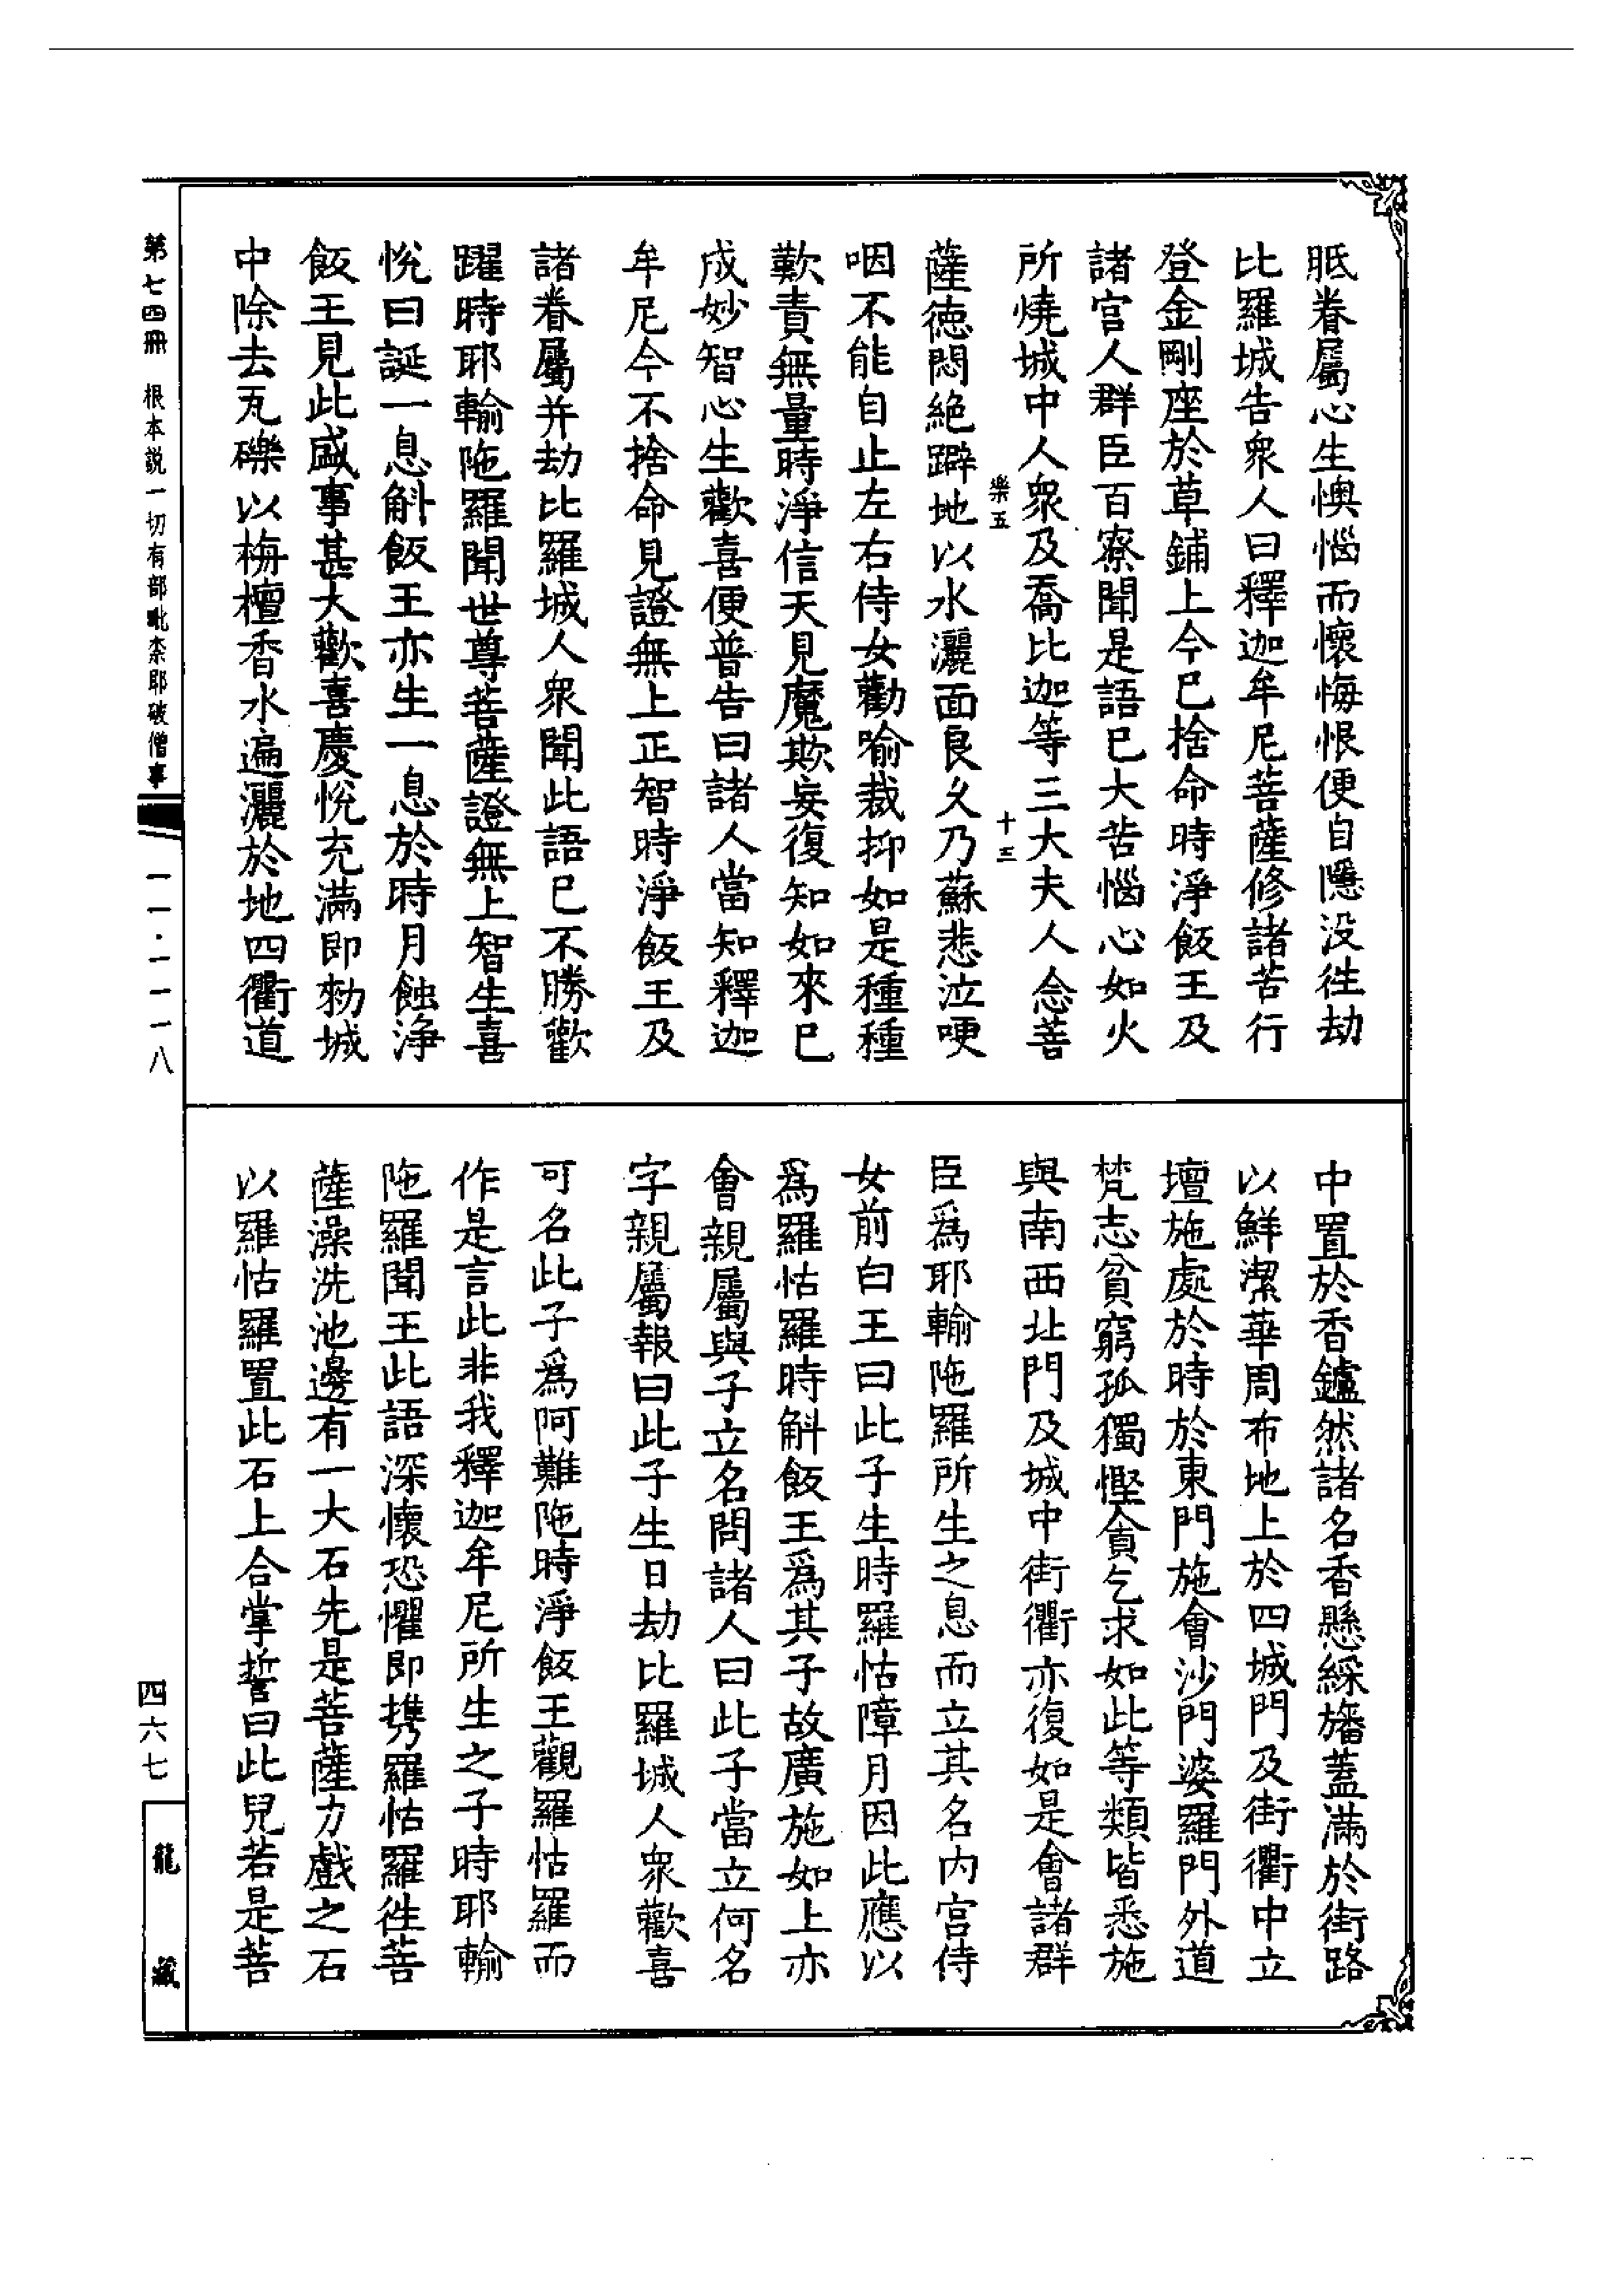 胝眷屬心生懊惱而懷悔恨便自隱没往劫
比羅城告衆人曰釋迦牟尼菩薩修諸苦行
登金剛座於草鋪上今已捨命時淨飯王及
諸宫人群臣百寮聞是語已大苦惱心如火
所燒城中人衆及喬比迦等三大夫人念菩
樂五 十三
薩德悶絶躃地以水灑面良久乃蘇悲泣哽
咽不能自止左右侍女勸喻裁抑如是種種
歎責無量時淨信天見魔欺妄復知如來已
成妙智心生歡喜便普告曰諸人當知釋迦
牟尼今不捨命見證無上正智時淨飯王及
諸眷屬并劫比羅城人衆聞此語已不勝歡
躍時耶輸陁羅聞世尊菩薩證無上智生喜
悅曰誕一息斛飯王亦生一息於時月蝕淨
飯王見此盛事甚大歡喜慶悅充滿即勑城
中除去瓦礫以栴檀香水遍灑於地四衢道
中置於香鑪然諸名香懸綵旛蓋滿於街路
以鮮潔華周布地上於四城門及街衢中立
壇施處於時於東門施會沙門婆羅門外道
梵志貧窮孤獨慳貪乞求如此等類皆悉施
與南西北門及城中街衢亦復如是會諸群
臣爲耶輸陁羅所生之息而立其名内宫侍
女前白王曰此子生時羅怙障月因此應以
爲羅怙羅時斛飯王爲其子故廣施如上亦
會親屬與子立名問諸人曰此子當立何名
字親屬報曰此子生日劫比羅城人衆歡喜
可名此子爲阿難陁時淨飯王觀羅怙羅而
作是言此非我釋迦牟尼所生之子時耶輸
陁羅聞王此語深懷恐懼即携羅怙羅往菩
薩澡洗池邊有一大石先是菩薩力戲之石
以羅怙羅置此石上合掌誓曰此兒若是菩
第七四冊 根本說一切有部毗柰耶破僧事
一一·一一一八
四六七
龍藏